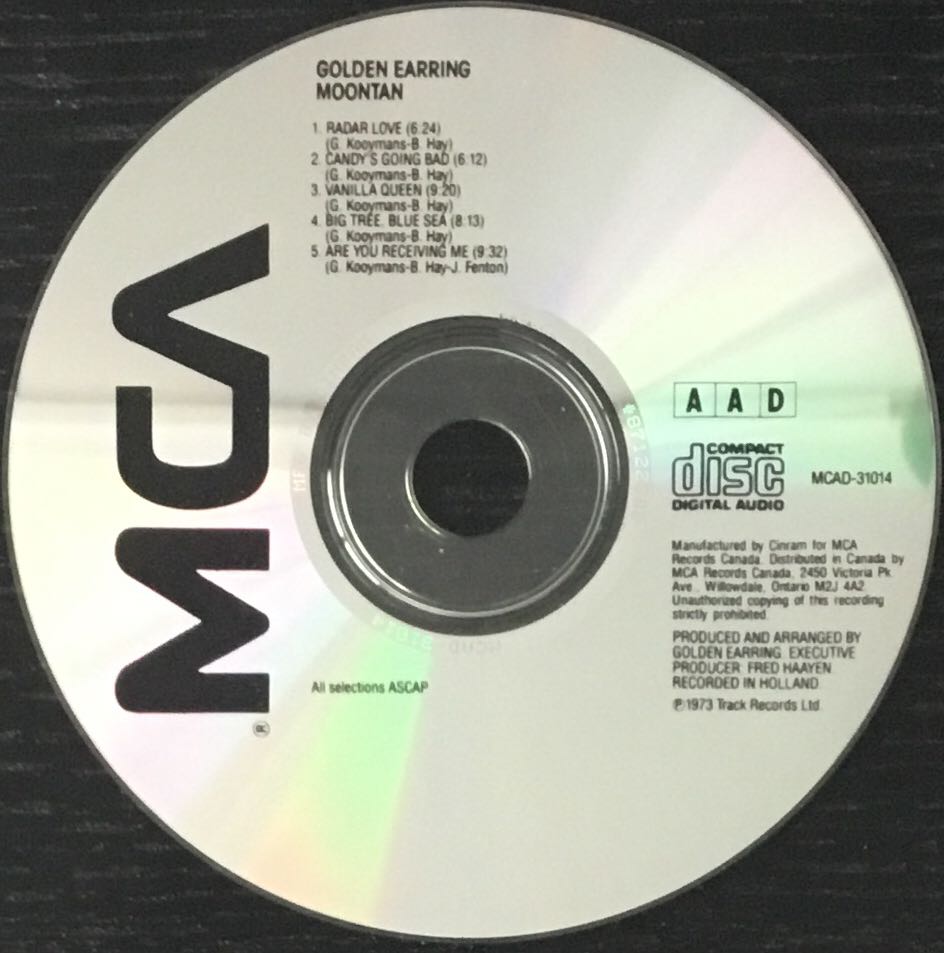 GOLDEN EARRING
MOONTAN
1. RADAR LOVE (6:24)
(G. Kooymans-B. Hay)
2. CANDY'S GOING BAD (6:12)
(G. Kooymans-B. Hay)
3. VANILLA QUEEN (9:20)
(G. Kooymans-B. Hay)
4. BIG TREE, BLUE SEA (8:13)
(G. Kooymans-B. Hay)
5. ARE YOU RECEIVING ME (9:32)
(G. Kooymans-B. Hay-J. Fenton)
MCA
®
AAD
COMPACT
disc
DIGITAL AUDIO
MCAD-31014
Manufactured by Cinram for MCA
Records Canada. Distributed in Canada by
MCA Records Canada, 2450 Victoria Pk.
Ave., Willowdale, Ontario M2J 4A2
Unauthorized copying of this recording
strictly prohibited.
PRODUCED AND ARRANGED BY
GOLDEN EARRING. EXECUTIVE
PRODUCER: FRED HAAYEN
RECORDED IN HOLLAND
℗1973 Track Records Ltd.
All selections ASCAP